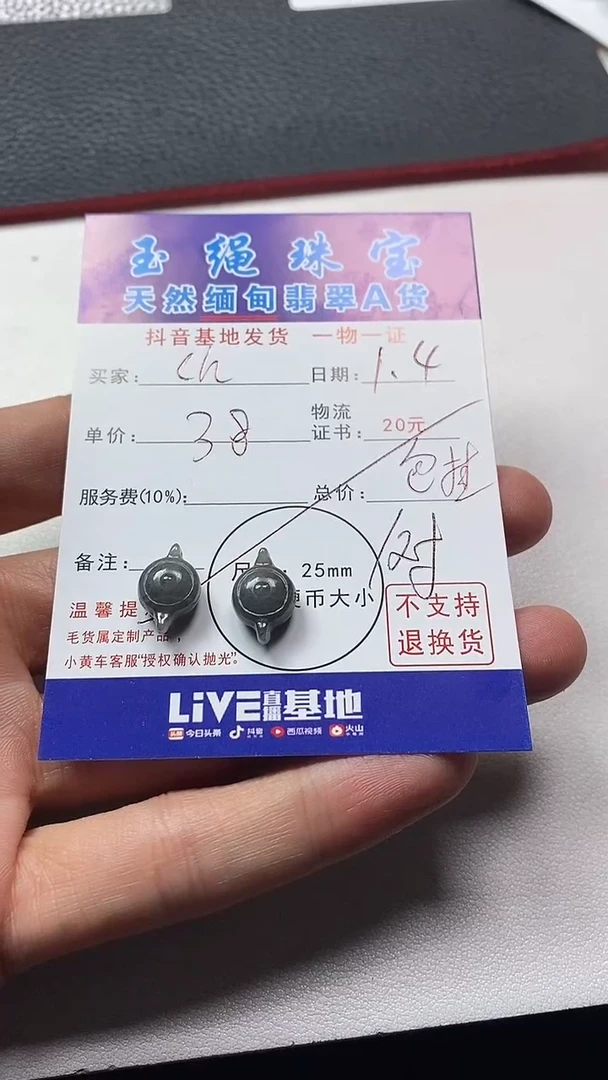 玉绳珠宝
天然缅甸翡翠A货
抖音基地发货 一物一证
买家: ch 日期: 1.4
单价: 38 物流证书: 20元
服务费(10%): 总价: 包挂
备注: 对
25mm
硬币大小
温馨提
毛货属定制产品,
小黄车客服“授权确认抛光”。
不支持
退换货
LiVE直播基地
头条 今日头条 抖音 西瓜视频 火山